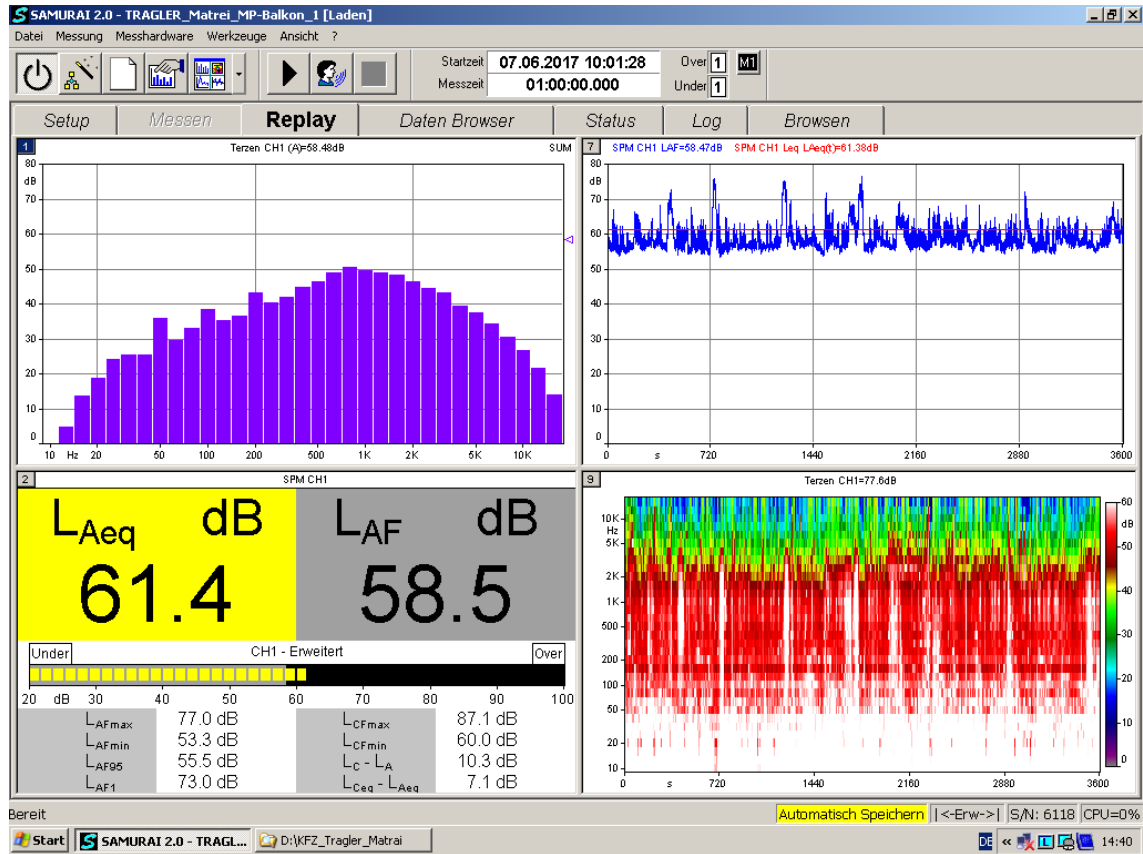 SAMURAI 2.0 - TRAGLER_Matrei_MP-Balkon_1 [Laden]
Datei Messung Messhardware Werkzeuge Ansicht ?
Startzeit 07.06.2017 10:01:28 Over 1 M1
Messzeit 01:00:00.000 Under 1
Setup Messen Replay Daten Browser Status Log Browsen
1 Terzen CH1 (A)=58.48dB SUM
80
dB
70
60
50
40
30
20
10
0
10 Hz 20 50 100 200 500 1K 2K 5K 10K
7 SPM CH1 LAF=58.47dB SPM CH1 Leq LAeq(t)=61.38dB
80
dB
70
60
50
40
30
20
10
0
0 s 720 1440 2160 2880 3600
2 SPM CH1
LAeq dB LAF dB
61.4 58.5
Under CH1 - Erweitert Over
20 dB 30 40 50 60 70 80 90 100
LAFmax 77.0 dB LCFmax 87.1 dB
LAFmin 53.3 dB LCFmin 60.0 dB
LAF95 55.5 dB LC - LA 10.3 dB
LAF1 73.0 dB LCeq - LAeq 7.1 dB
9 Terzen CH1=77.6dB
10K
Hz
5K
2K
1K
500
200
100
50
20
10
0 s 720 1440 2160 2880 3600
60
dB
50
40
30
20
10
0
Bereit Automatisch Speichern |<-Erw->| S/N: 6118 CPU=0%
Start SAMURAI 2.0 - TRAGL... D:\KFZ_Tragler_Matrai DE « 14:40